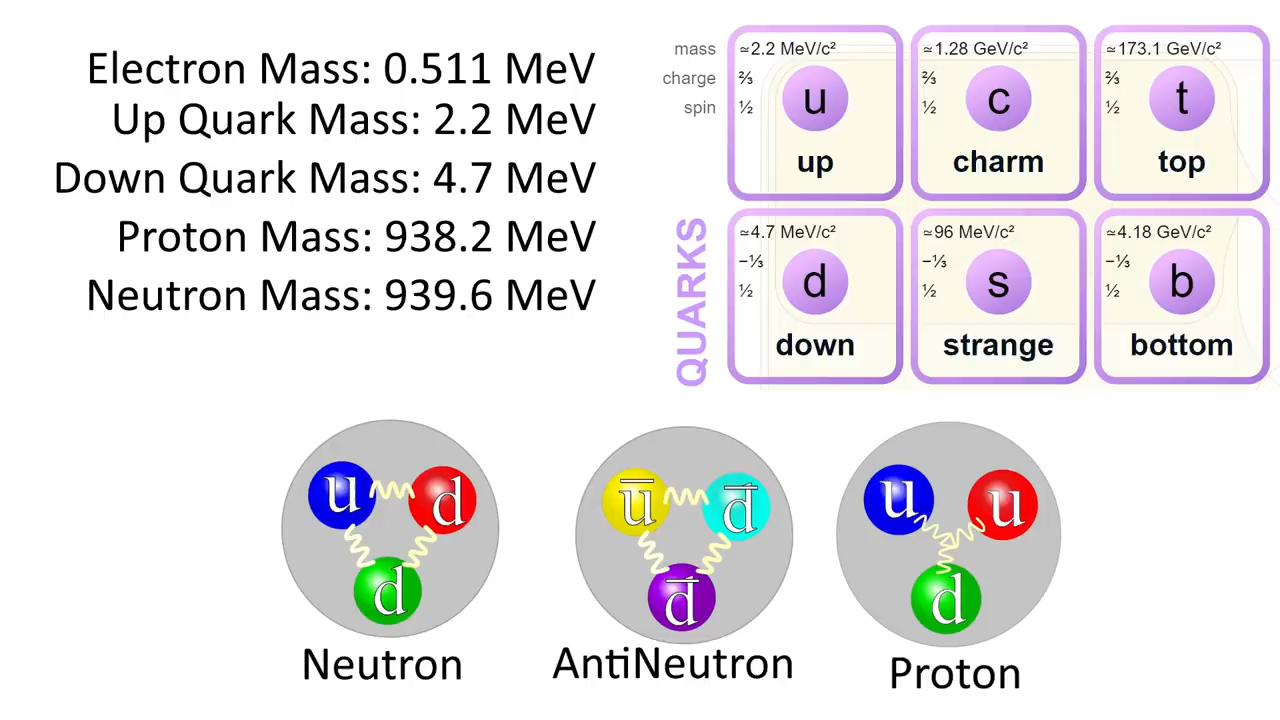 Electron Mass: 0.511 MeV
Up Quark Mass: 2.2 MeV
Down Quark Mass: 4.7 MeV
Proton Mass: 938.2 MeV
Neutron Mass: 939.6 MeV
mass ≃2.2 MeV/c² ≃1.28 GeV/c² ≃173.1 GeV/c²
charge ⅔ ⅔ ⅔
spin ½ ½ ½
u c t
up charm top
QUARKS
≃4.7 MeV/c² ≃96 MeV/c² ≃4.18 GeV/c²
−⅓ −⅓ −⅓
½ ½ ½
d s b
down strange bottom
u d u̅ d̅ u u
d d̅ d
Neutron AntiNeutron Proton